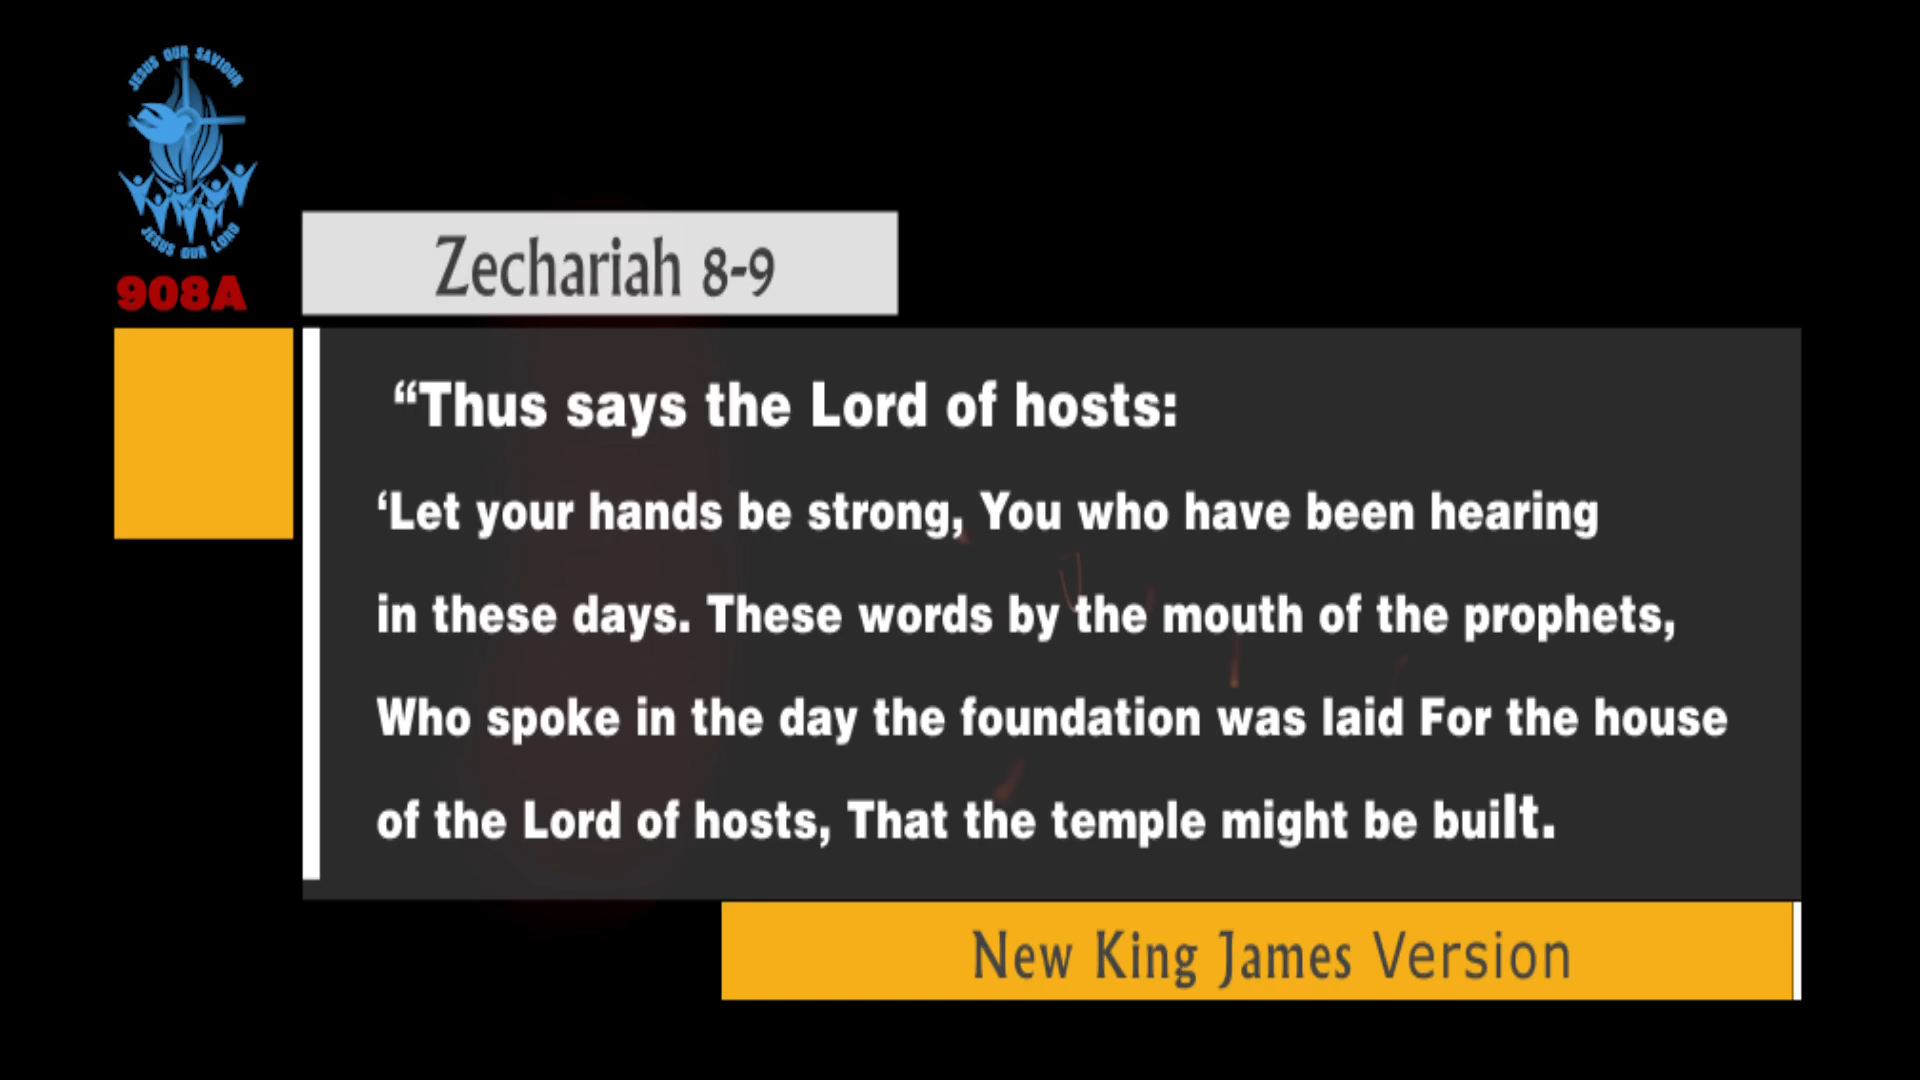 JESUS OUR SAVIOUR
JESUS OUR LORD
908A
Zechariah 8-9
“Thus says the Lord of hosts:
‘Let your hands be strong, You who have been hearing
in these days. These words by the mouth of the prophets,
Who spoke in the day the foundation was laid For the house
of the Lord of hosts, That the temple might be built.
New King James Version